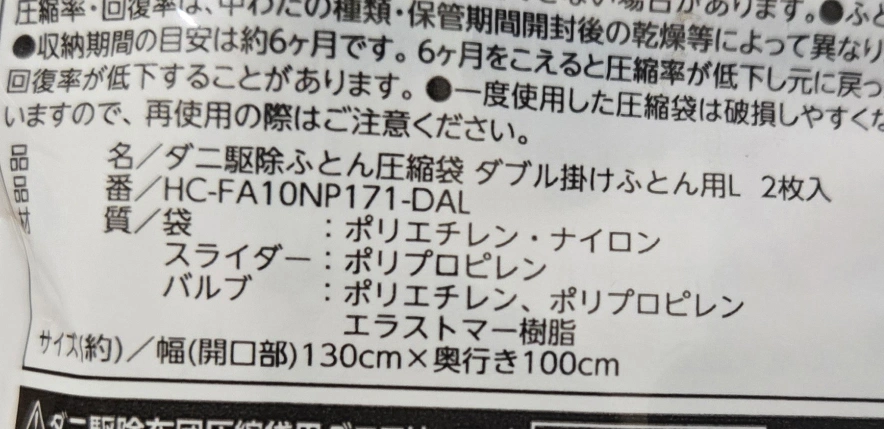 圧縮率・回復率は、中わたの種類・保管期間開封後の乾燥等によって異なり
●収納期間の目安は約6ヶ月です。6ヶ月をこえると圧縮率が低下し元に戻っ
回復率が低下することがあります。●一度使用した圧縮袋は破損しやすくな
いますので、再使用の際はご注意ください。
品 名／ダニ駆除ふとん圧縮袋 ダブル掛けふとん用L 2枚入
品 番／HC-FA10NP171-DAL
材 質／袋 ：ポリエチレン・ナイロン
スライダー：ポリプロピレン
バルブ ：ポリエチレン、ポリプロピレン
エラストマー樹脂
サイズ(約)／幅(開口部)130cm×奥行き100cm